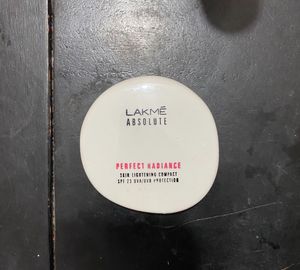 LAKMÉ
ABSOLUTE
PERFECT RADIANCE
SKIN LIGHTENING COMPACT
SPF 23 UVA/UVB PROTECTION